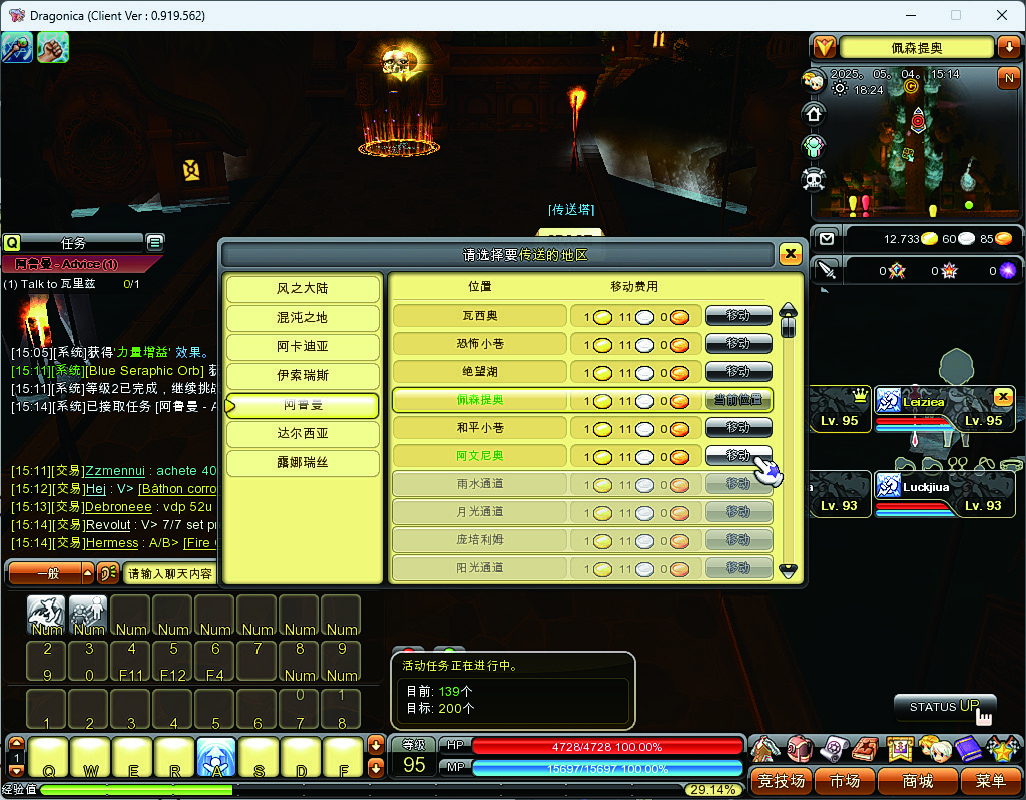 Dragonica (Client Ver : 0.919.562)
佩森提奥
2025。 05。 04。 15:14
18:24
N
[传送塔]
12.733 60 85
0 0 0
Q 任务
阿鲁曼 - Advice (1)
(1) Talk to 瓦里兹 0/1
请选择要传送的地区
风之大陆
混沌之地
阿卡迪亚
伊索瑞斯
阿鲁曼
达尔西亚
露娜瑞丝
位置 移动费用
瓦西奥 1 11 0 移动
恐怖小巷 1 11 0 移动
绝望湖 1 11 0 移动
佩森提奥 1 11 0 当前位置
和平小巷 1 11 0 移动
阿文尼奥 1 11 0 移动
雨水通道 1 11 0 移动
月光通道 1 11 0 移动
庞培利姆 1 11 0 移动
阳光通道 1 11 0 移动
[15:05][系统]获得'力量增益' 效果。
[15:11][系统][Blue Seraphic Orb]
[15:11][系统]等级2已完成，继续挑战
[15:14][系统]已接取任务 [阿鲁曼 - A
[15:11][交易]Zzmennui : achete 40
[15:12][交易]Hej : V> [Bâthon corro
[15:13][交易]Debroneee : vdp 52u
[15:14][交易]Revolut : V> 7/7 set pr
[15:14][交易]Hermess : A/B> [Fire
一般 请输入聊天内容
Lv. 95
Leiziea
Lv. 95
Lv. 93
Luckjiua
Lv. 93
Num Num Num Num Num Num Num Num
2 3 4 5 6 7 8 9
9 0 F11 F12 F4 Num Num
0 1
1 2 3 4 5 6 7 8
活动任务正在进行中。
目前: 139个
目标: 200个
STATUS UP
1 Q W E R A S D F
等级
95
HP 4728/4728 100.00%
MP 15697/15697 100.00%
竞技场 市场 商城 菜单
经验值 29.14%